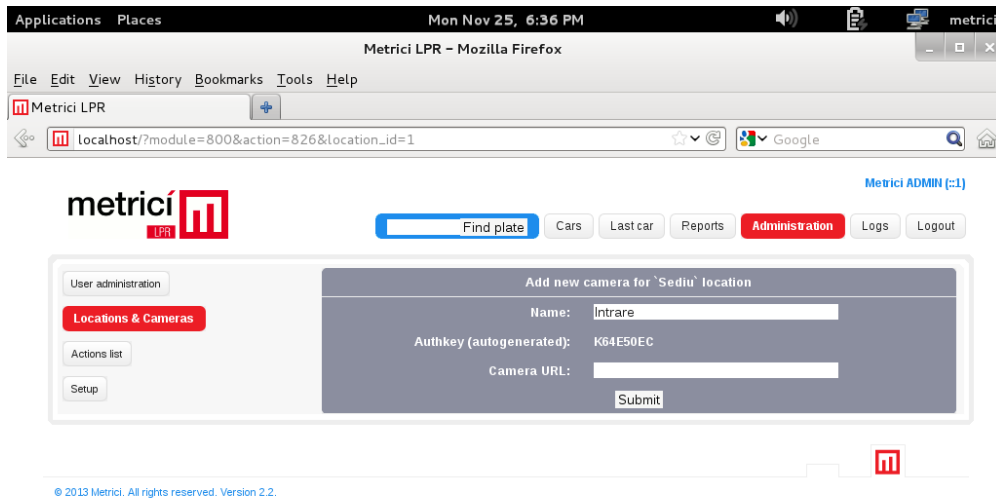 Applications Places Mon Nov 25, 6:36 PM metrici
Metrici LPR - Mozilla Firefox
File Edit View History Bookmarks Tools Help
Metrici LPR
localhost/?module=800&action=826&location_id=1 Google
Metrici ADMIN (::1)
metricí
LPR
Find plate Cars Last car Reports Administration Logs Logout
User administration
Locations & Cameras
Actions list
Setup
Add new camera for `Sediu` location
Name: Intrare
Authkey (autogenerated): K64E50EC
Camera URL:
Submit
© 2013 Metrici. All rights reserved. Version 2.2.